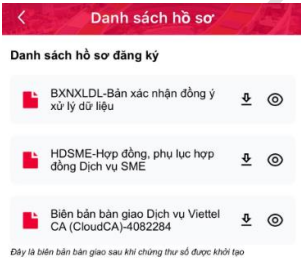 Danh sách hồ sơ
Danh sách hồ sơ đăng ký
BXNXLDL-Bản xác nhận đồng ý
xử lý dữ liệu
HDSME-Hợp đồng, phụ lục hợp
đồng Dịch vụ SME
Biên bản bàn giao Dịch vụ Viettel
CA (CloudCA)-4082284
Đây là biên bản bàn giao sau khi chứng thư số được khởi tạo